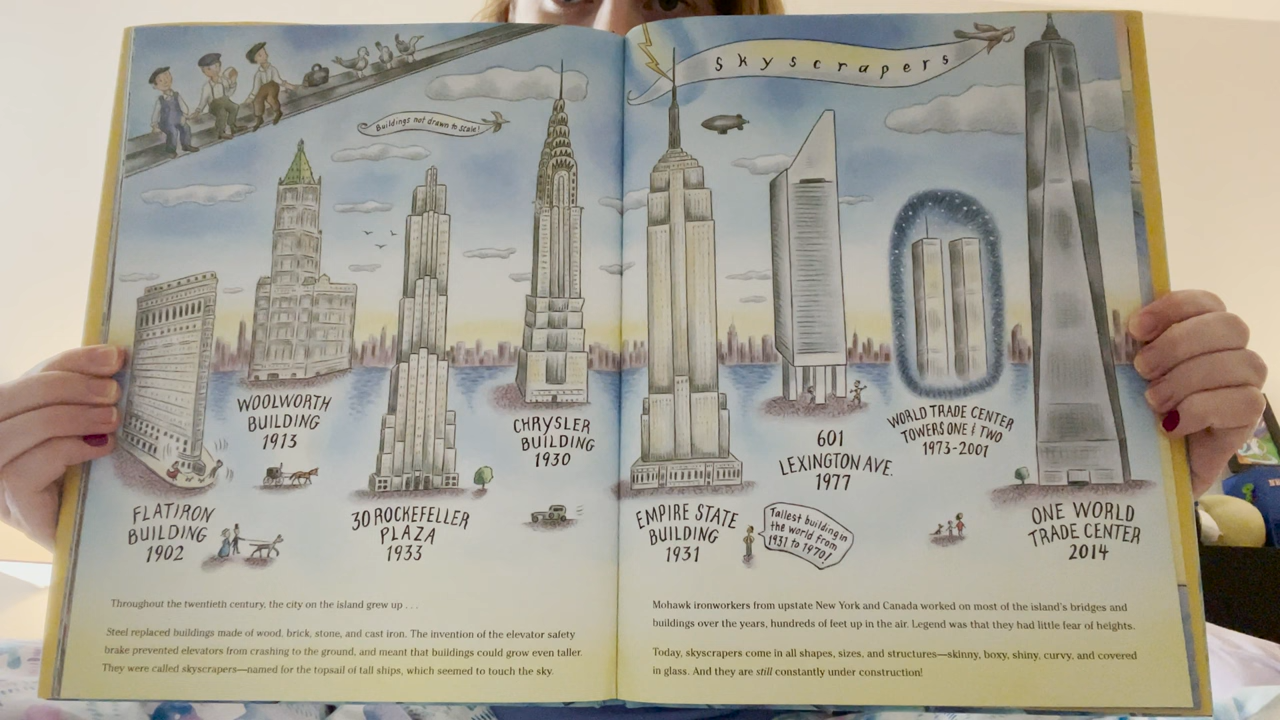 Skyscrapers
Buildings not drawn to scale!
FLATIRON
BUILDING
1902
WOOLWORTH
BUILDING
1913
30 ROCKEFELLER
PLAZA
1933
CHRYSLER
BUILDING
1930
EMPIRE STATE
BUILDING
1931
Tallest building in
the world from
1931 to 1970!
601
LEXINGTON AVE.
1977
WORLD TRADE CENTER
TOWERS ONE & TWO
1973-2001
ONE WORLD
TRADE CENTER
2014
Throughout the twentieth century, the city on the island grew up . . .
Steel replaced buildings made of wood, brick, stone, and cast iron. The invention of the elevator safety
brake prevented elevators from crashing to the ground, and meant that buildings could grow even taller.
They were called skyscrapers—named for the topsail of tall ships, which seemed to touch the sky.
Mohawk ironworkers from upstate New York and Canada worked on most of the island's bridges and
buildings over the years, hundreds of feet up in the air. Legend was that they had little fear of heights.
Today, skyscrapers come in all shapes, sizes, and structures—skinny, boxy, shiny, curvy, and covered
in glass. And they are still constantly under construction!